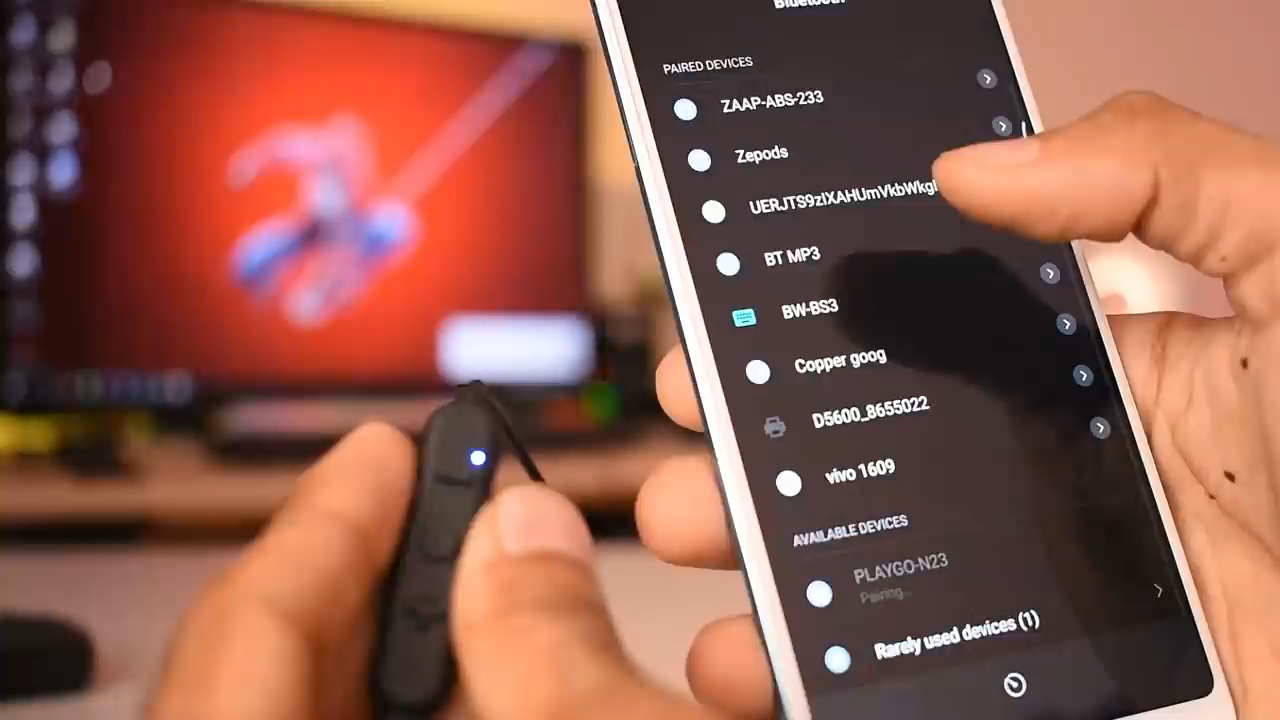 Bluetooth
PAIRED DEVICES
ZAAP-ABS-233
Zepods
BT MP3
BW-BS3
Copper goog
D5600_8655022
vivo 1609
AVAILABLE DEVICES
PLAYGO-N23
Pairing...
Rarely used devices (1)